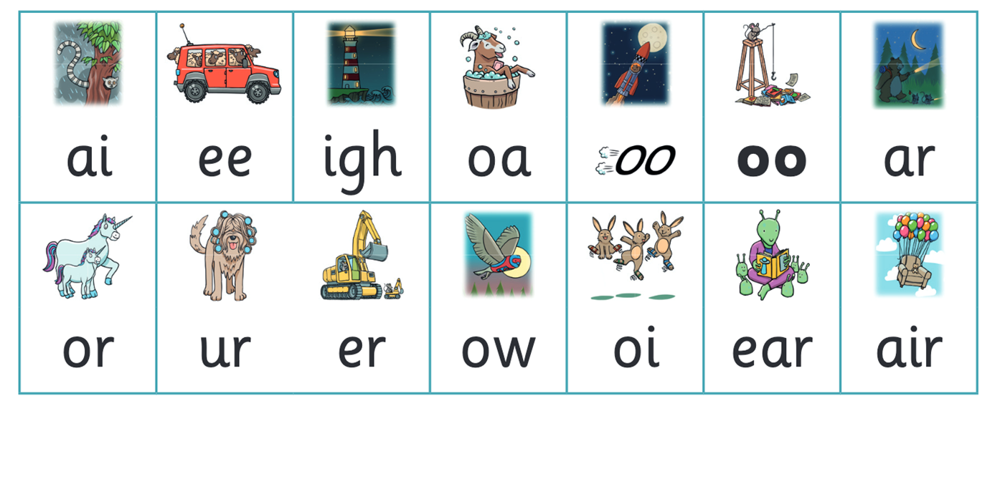 ai ee igh oa oo oo ar
or ur er ow oi ear air